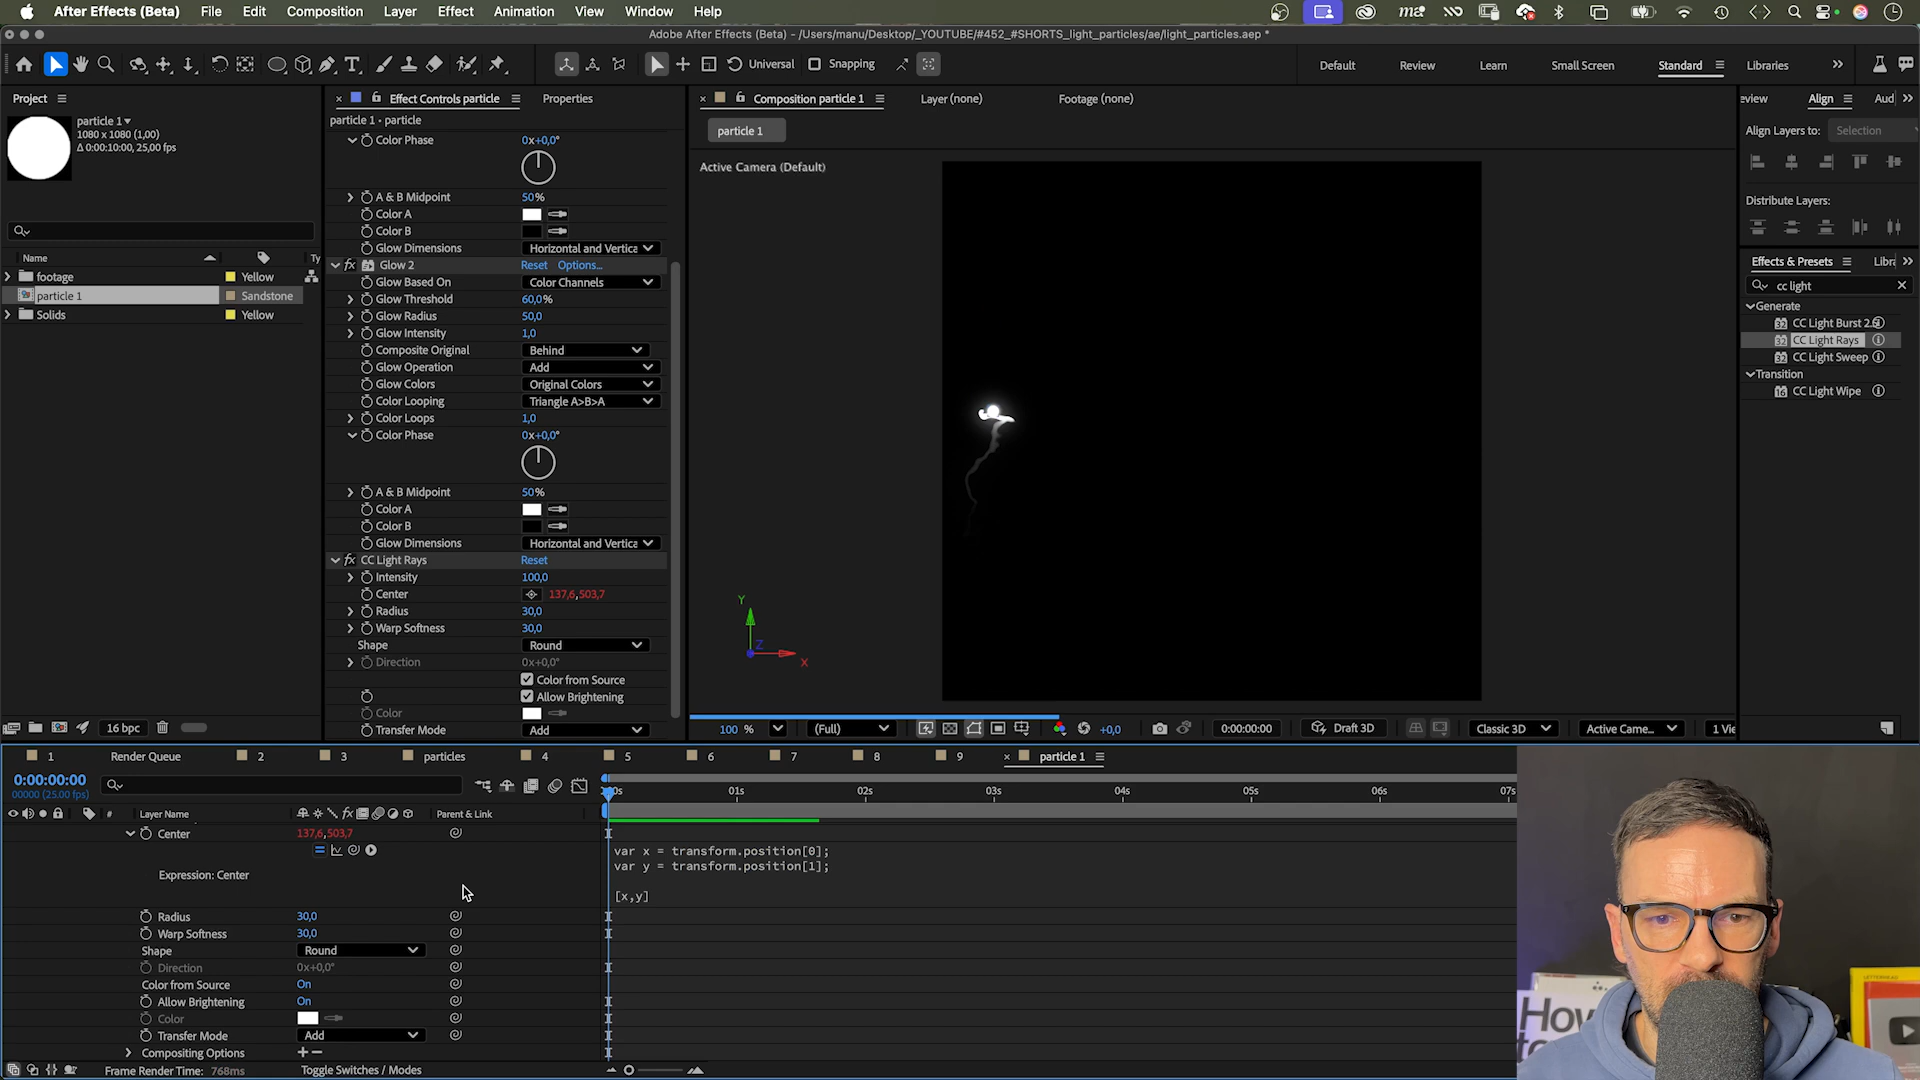 After Effects (Beta) File Edit Composition Layer Effect Animation View Window Help
Adobe After Effects (Beta) - /Users/manu/Desktop/_YOUTUBE/#452_#SHORTS_light_particles/ae/light_particles.aep *
Universal Snapping Default Review Learn Small Screen Standard Libraries
Project
particle 1
1080 x 1080 (1,00)
Δ 0:00:10:00, 25,00 fps
Name Ty
footage Yellow
particle 1 Sandstone
Solids Yellow
16 bpc
Effect Controls particle Properties
particle 1 • particle
Color Phase 0x+0,0°
A & B Midpoint 50%
Color A
Color B
Glow Dimensions Horizontal and Vertica
fx Glow 2 Reset Options...
Glow Based On Color Channels
Glow Threshold 60,0%
Glow Radius 50,0
Glow Intensity 1,0
Composite Original Behind
Glow Operation Add
Glow Colors Original Colors
Color Looping Triangle A>B>A
Color Loops 1,0
Color Phase 0x+0,0°
A & B Midpoint 50%
Color A
Color B
Glow Dimensions Horizontal and Vertica
fx CC Light Rays Reset
Intensity 100,0
Center 137,6,503,7
Radius 30,0
Warp Softness 30,0
Shape Round
Direction 0x+0,0°
Color from Source
Allow Brightening
Color
Transfer Mode Add
Composition particle 1 Layer (none) Footage (none)
particle 1
Active Camera (Default)
Y
Z
X
100 % (Full) +0,0 0:00:00:00 Draft 3D Classic 3D Active Came... 1 Vie
eview Align Aud
Align Layers to: Selection
Distribute Layers:
Effects & Presets Libra
cc light
Generate
CC Light Burst 2.5
CC Light Rays
CC Light Sweep
Transition
CC Light Wipe
1 Render Queue 2 3 particles 4 5 6 7 8 9 particle 1
0:00:00:00
00000 (25.00 fps)
01s 02s 03s 04s 05s 06s 07s
# Layer Name fx Parent & Link
Center 137,6,503,7
var x = transform.position[0];
var y = transform.position[1];
Expression: Center
[x,y]
Radius 30,0
Warp Softness 30,0
Shape Round
Direction 0x+0,0°
Color from Source On
Allow Brightening On
Color
Transfer Mode Add
Compositing Options +−
Frame Render Time: 768ms Toggle Switches / Modes
How